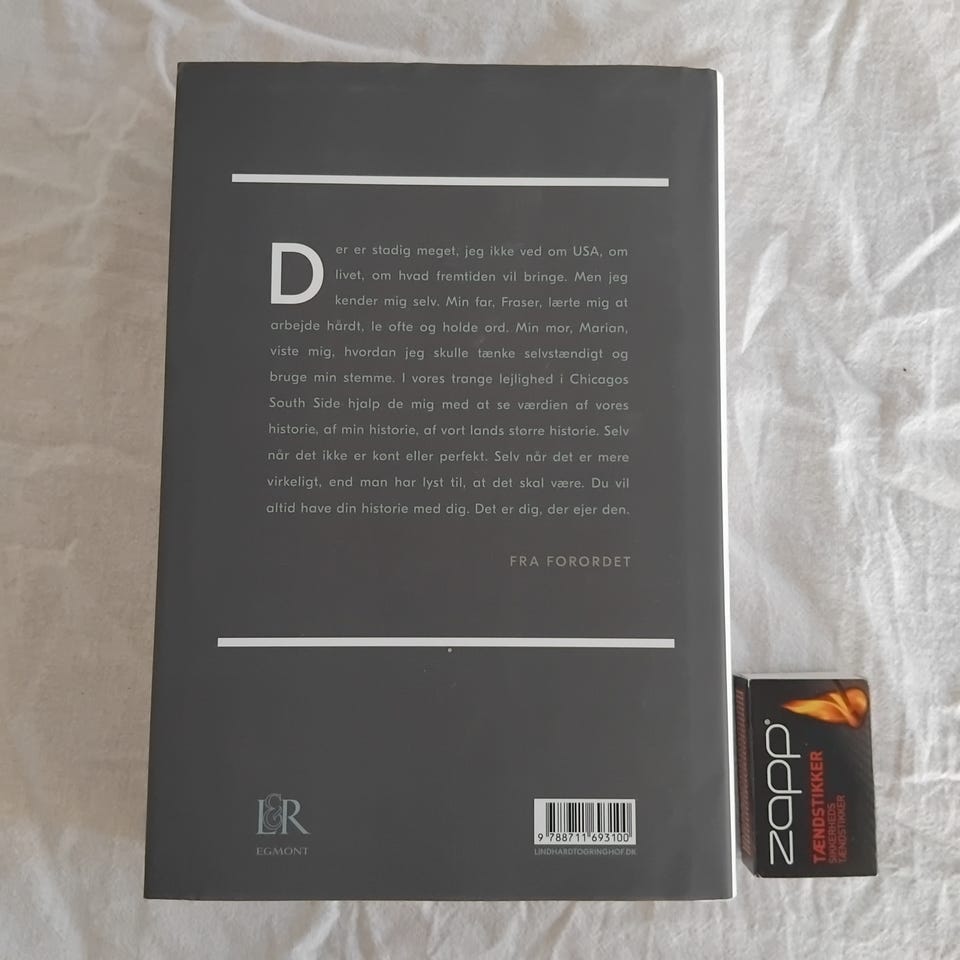 Der er stadig meget, jeg ikke ved om USA, om
livet, om hvad fremtiden vil bringe. Men jeg
kender mig selv. Min far, Fraser, lærte mig at
arbejde hårdt, le ofte og holde ord. Min mor, Marian,
viste mig, hvordan jeg skulle tænke selvstændigt og
bruge min stemme. I vores trange lejlighed i Chicagos
South Side hjalp de mig med at se værdien af vores
historie, af min historie, af vort lands større historie. Selv
når det ikke er kønt eller perfekt. Selv når det er mere
virkeligt, end man har lyst til, at det skal være. Du vil
altid have din historie med dig. Det er dig, der ejer den.
FRA FORORDET
L&R
EGMONT
9 788711 693100
LINDHARDTOGRINGHOF.DK
zapp®
TÆNDSTIKKER
SIKKERHEDS
TÆNDSTIKKER